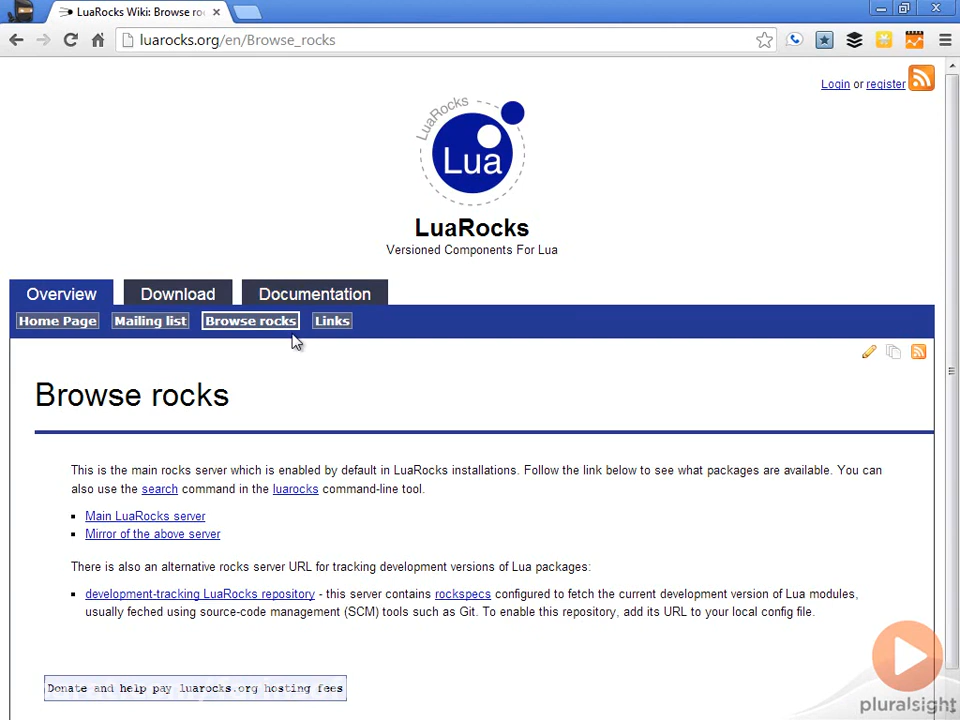 LuaRocks Wiki: Browse roc
luarocks.org/en/Browse_rocks
Login or register
LuaRocks
Lua
LuaRocks
Versioned Components For Lua
Overview Download Documentation
Home Page Mailing list Browse rocks Links
Browse rocks
This is the main rocks server which is enabled by default in LuaRocks installations. Follow the link below to see what packages are available. You can
also use the search command in the luarocks command-line tool.
Main LuaRocks server
Mirror of the above server
There is also an alternative rocks server URL for tracking development versions of Lua packages:
development-tracking LuaRocks repository - this server contains rockspecs configured to fetch the current development version of Lua modules,
usually feched using source-code management (SCM) tools such as Git. To enable this repository, add its URL to your local config file.
Donate and help pay luarocks.org hosting fees
pluralsight